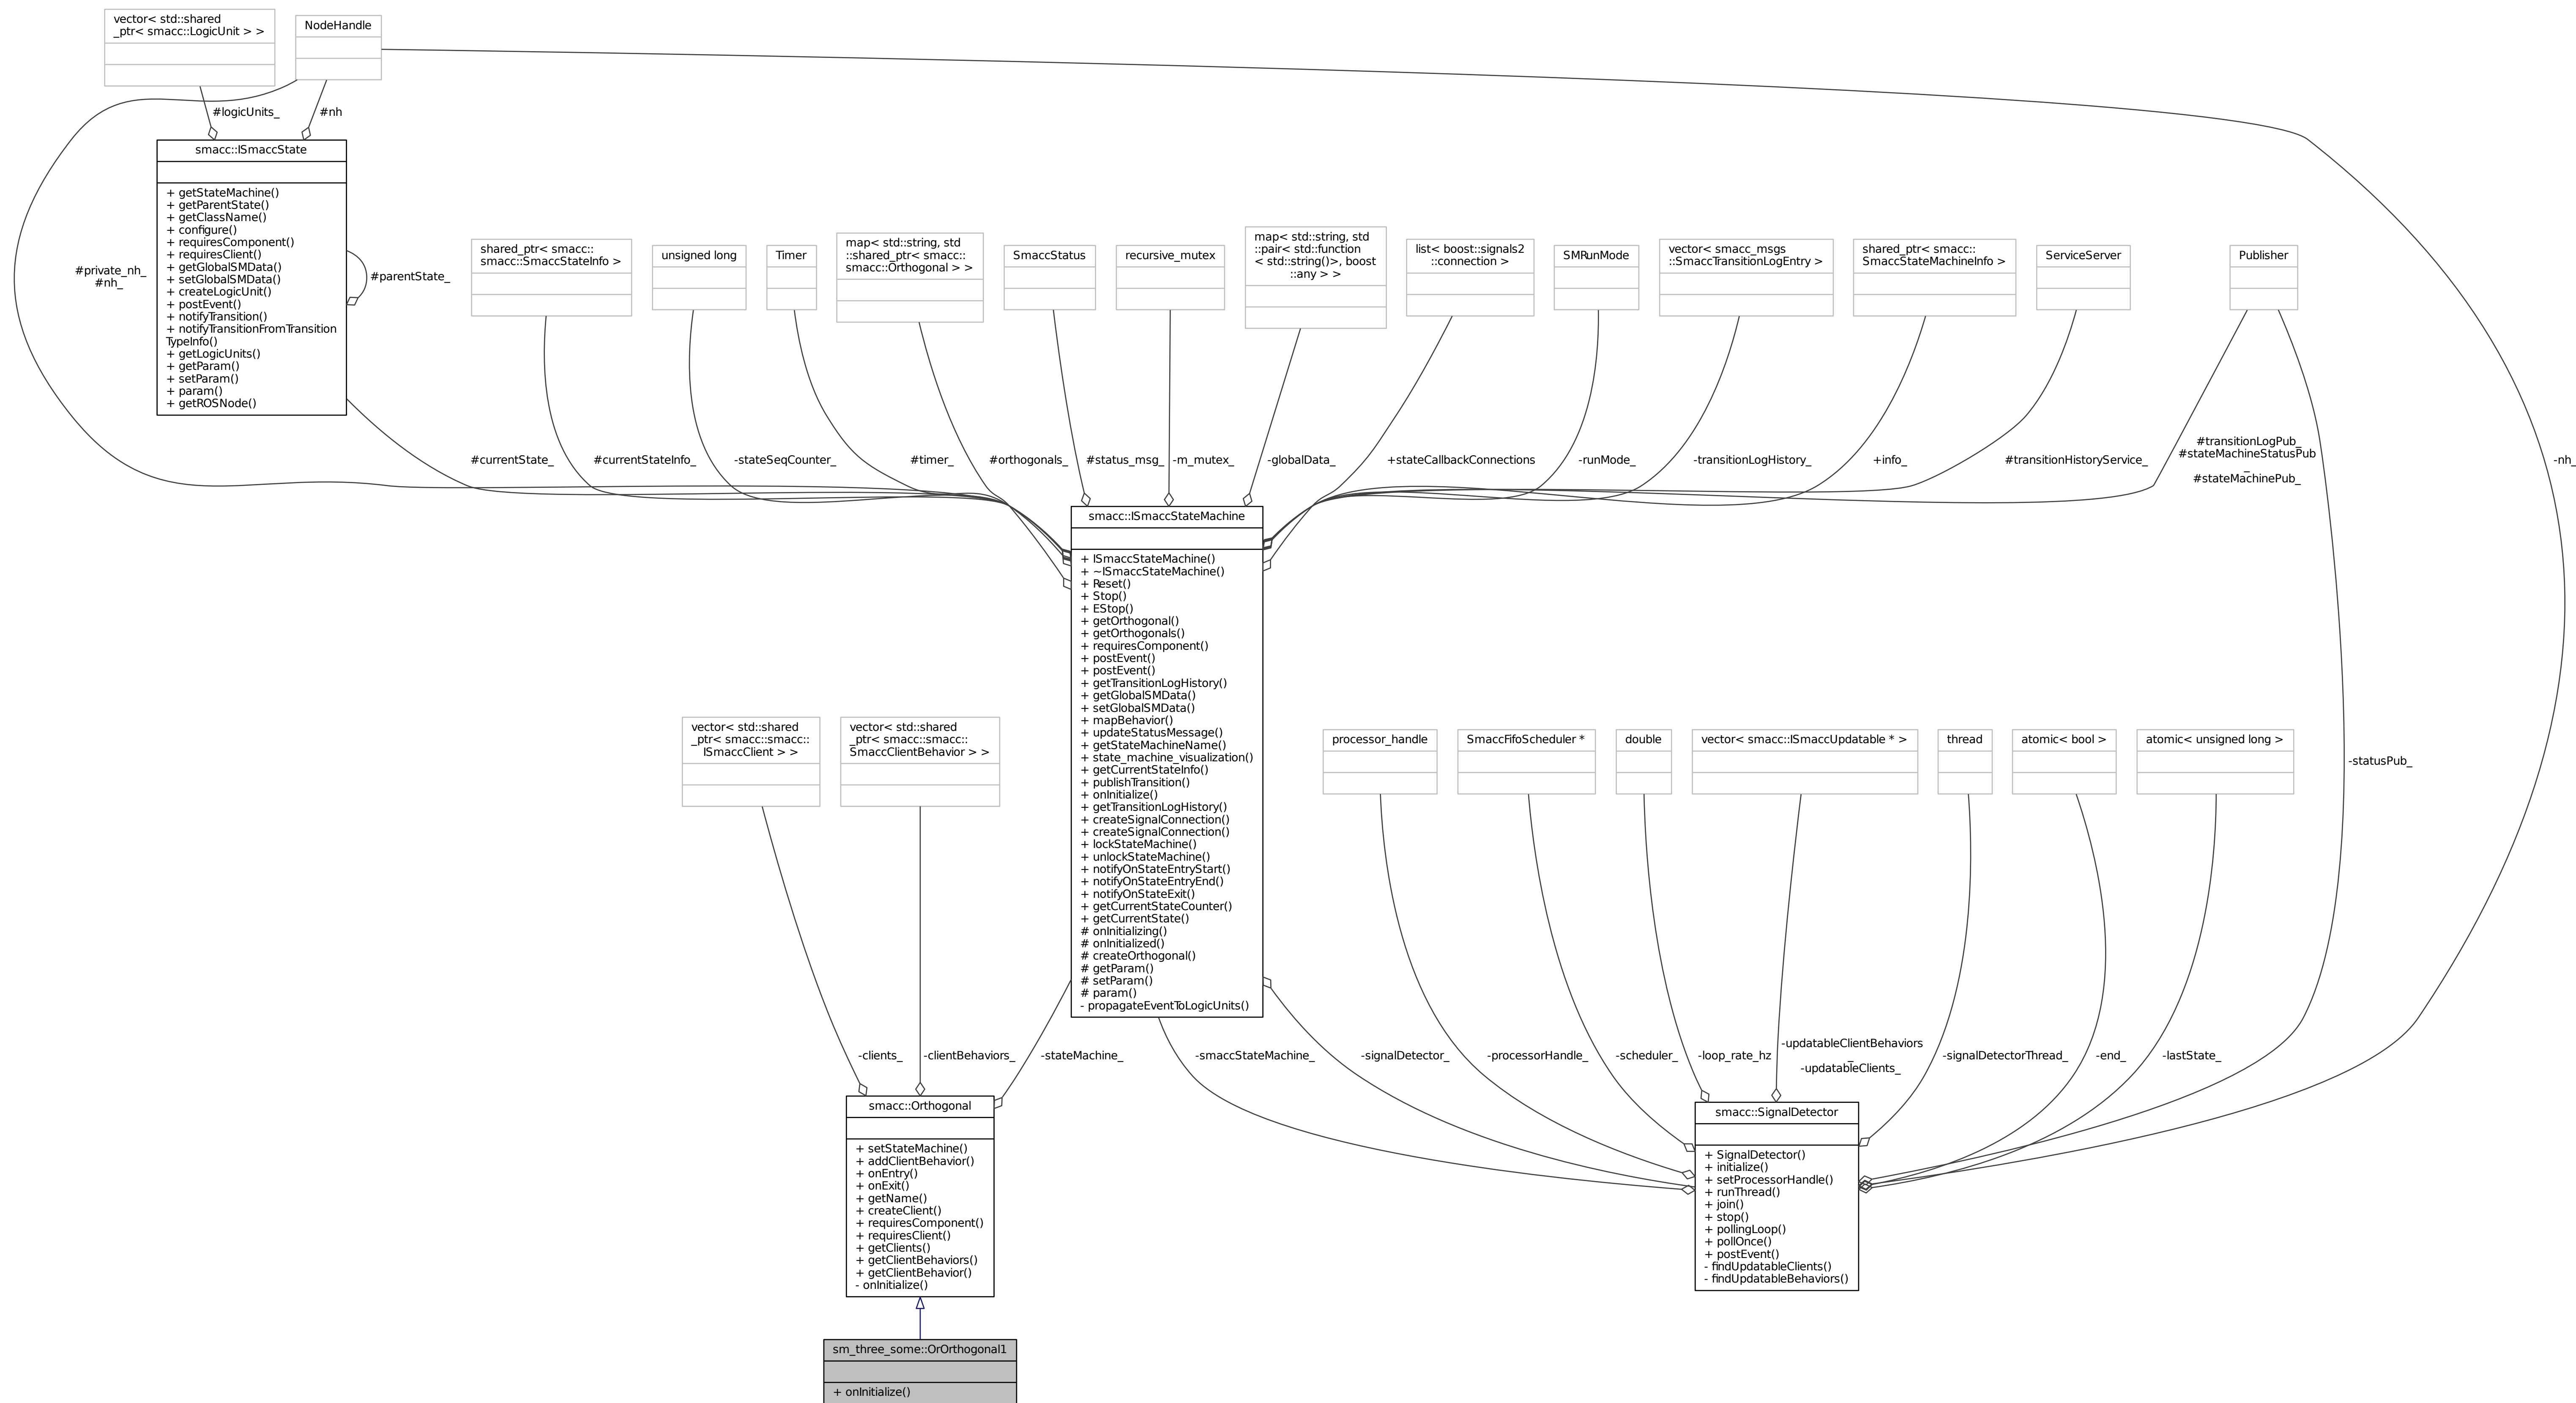 vector< std::shared
_ptr< smacc::LogicUnit > >
NodeHandle
#logicUnits_
#nh
smacc::ISmaccState
+ getStateMachine()
+ getParentState()
+ getClassName()
+ configure()
+ requiresComponent()
+ requiresClient()
+ getGlobalSMData()
+ setGlobalSMData()
+ createLogicUnit()
+ postEvent()
+ notifyTransition()
+ notifyTransitionFromTransition
TypeInfo()
+ getLogicUnits()
+ getParam()
+ setParam()
+ param()
+ getROSNode()
#private_nh_
#nh_
#parentState_
shared_ptr< smacc::
smacc::SmaccStateInfo >
unsigned long
Timer
map< std::string, std
::shared_ptr< smacc::
smacc::Orthogonal > >
SmaccStatus
recursive_mutex
map< std::string, std
::pair< std::function
< std::string()>, boost
::any > >
list< boost::signals2
::connection >
SMRunMode
vector< smacc_msgs
::SmaccTransitionLogEntry >
shared_ptr< smacc::
SmaccStateMachineInfo >
ServiceServer
Publisher
#currentState_
#currentStateInfo_
-stateSeqCounter_
#timer_
#orthogonals_
#status_msg_
-m_mutex_
-globalData_
+stateCallbackConnections
-runMode_
-transitionLogHistory_
+info_
#transitionHistoryService_
#transitionLogPub_
#stateMachineStatusPub
_
#stateMachinePub_
-nh_
smacc::ISmaccStateMachine
+ ISmaccStateMachine()
+ ~ISmaccStateMachine()
+ Reset()
+ Stop()
+ EStop()
+ getOrthogonal()
+ getOrthogonals()
+ requiresComponent()
+ postEvent()
+ postEvent()
+ getTransitionLogHistory()
+ getGlobalSMData()
+ setGlobalSMData()
+ mapBehavior()
+ updateStatusMessage()
+ getStateMachineName()
+ state_machine_visualization()
+ getCurrentStateInfo()
+ publishTransition()
+ onInitialize()
+ getTransitionLogHistory()
+ createSignalConnection()
+ createSignalConnection()
+ lockStateMachine()
+ unlockStateMachine()
+ notifyOnStateEntryStart()
+ notifyOnStateEntryEnd()
+ notifyOnStateExit()
+ getCurrentStateCounter()
+ getCurrentState()
# onInitializing()
# onInitialized()
# createOrthogonal()
# getParam()
# setParam()
# param()
- propagateEventToLogicUnits()
vector< std::shared
_ptr< smacc::smacc::
ISmaccClient > >
vector< std::shared
_ptr< smacc::smacc::
SmaccClientBehavior > >
processor_handle
SmaccFifoScheduler *
double
vector< smacc::ISmaccUpdatable * >
thread
atomic< bool >
atomic< unsigned long >
-statusPub_
-clients_
-clientBehaviors_
-stateMachine_
-smaccStateMachine_
-signalDetector_
-processorHandle_
-scheduler_
-loop_rate_hz
-updatableClientBehaviors
_
-updatableClients_
-signalDetectorThread_
-end_
-lastState_
smacc::Orthogonal
+ setStateMachine()
+ addClientBehavior()
+ onEntry()
+ onExit()
+ getName()
+ createClient()
+ requiresComponent()
+ requiresClient()
+ getClients()
+ getClientBehaviors()
+ getClientBehavior()
- onInitialize()
smacc::SignalDetector
+ SignalDetector()
+ initialize()
+ setProcessorHandle()
+ runThread()
+ join()
+ stop()
+ pollingLoop()
+ pollOnce()
+ postEvent()
- findUpdatableClients()
- findUpdatableBehaviors()
sm_three_some::OrOrthogonal1
+ onInitialize()